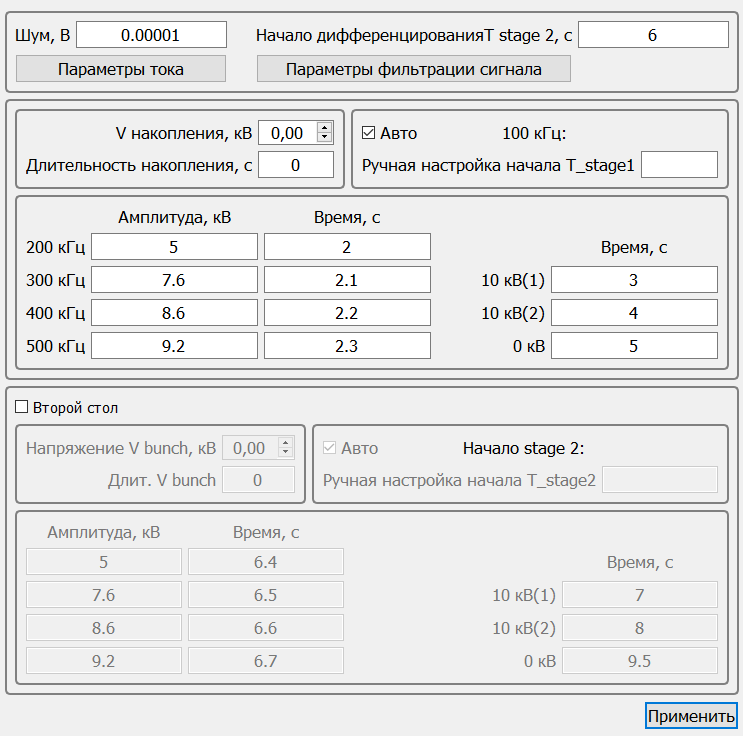 Шум, В 0.00001 Начало дифференцированияT stage 2, с 6
Параметры тока Параметры фильтрации сигнала
V накопления, кВ 0,00
Длительность накопления, с 0
Авто 100 кГц:
Ручная настройка начала T_stage1
Амплитуда, кВ Время, с
200 кГц 5 2 Время, с
300 кГц 7.6 2.1 10 кВ(1) 3
400 кГц 8.6 2.2 10 кВ(2) 4
500 кГц 9.2 2.3 0 кВ 5
Второй стол
Напряжение V bunch, кВ 0,00
Длит. V bunch 0
Авто Начало stage 2:
Ручная настройка начала T_stage2
Амплитуда, кВ Время, с
5 6.4 Время, с
7.6 6.5 10 кВ(1) 7
8.6 6.6 10 кВ(2) 8
9.2 6.7 0 кВ 9.5
Применить